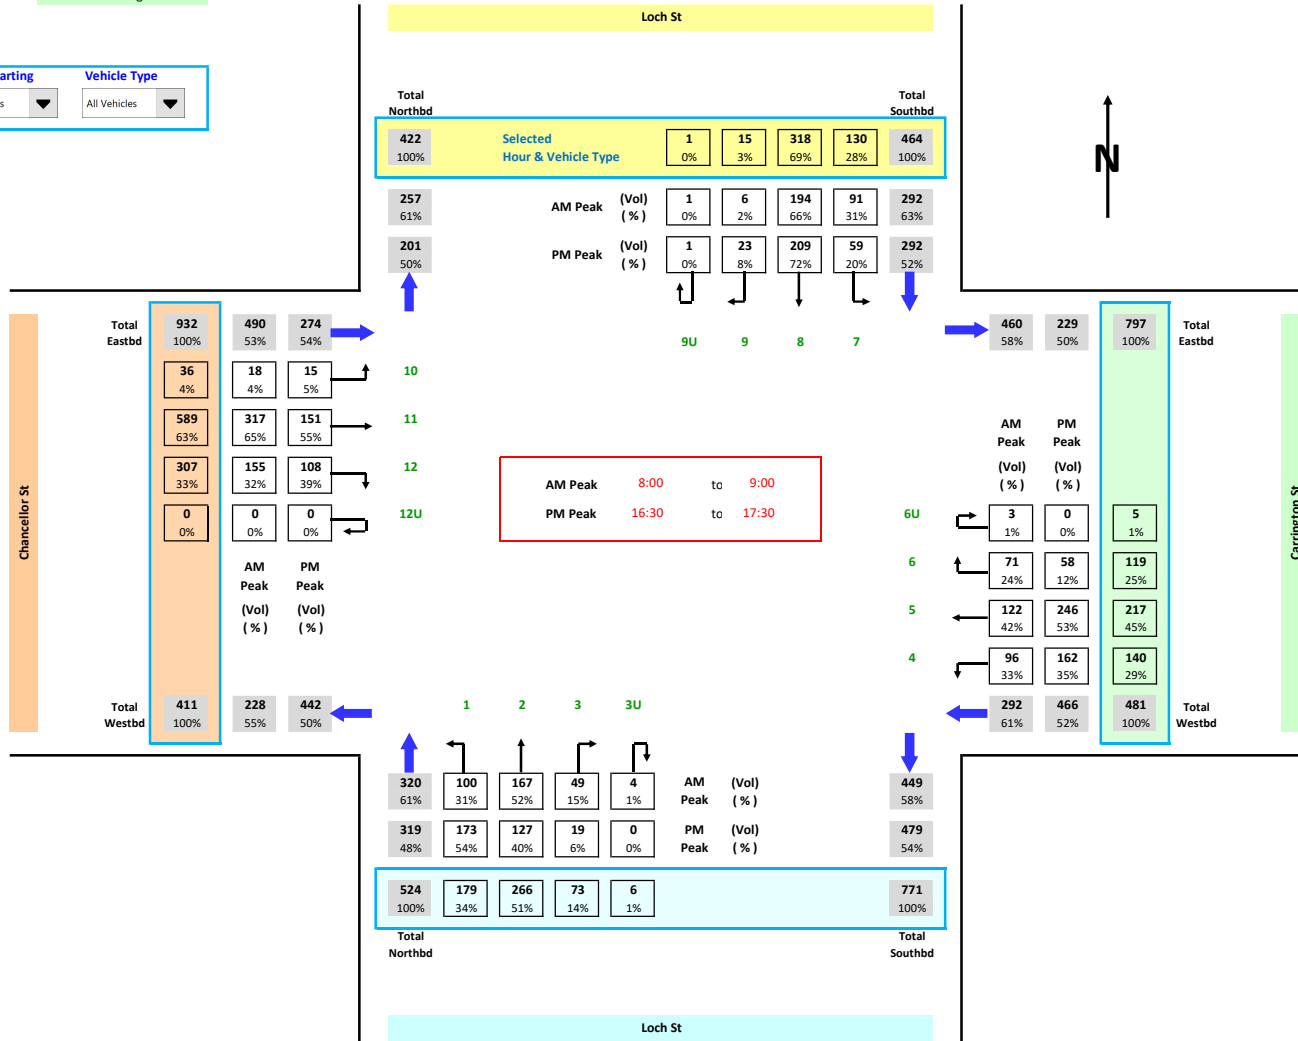 Loch St
arting Vehicle Type
s All Vehicles
Total Total
Northbd Southbd
422 Selected 1 15 318 130 464
100% Hour & Vehicle Type 0% 3% 69% 28% 100%
257 AM Peak (Vol) 1 6 194 91 292
61% ( % ) 0% 2% 66% 31% 63%
201 PM Peak (Vol) 1 23 209 59 292
50% ( % ) 0% 8% 72% 20% 52%
N
Total 932 490 274 460 229 797 Total
Eastbd 100% 53% 54% 58% 50% 100% Eastbd
9U 9 8 7
36 18 15 10
4% 4% 5%
589 317 151 11
63% 65% 55%
307 155 108 12
33% 32% 39%
0 0 0 12U
0% 0% 0%
AM PM
Peak Peak
(Vol) (Vol)
( % ) ( % )
AM Peak 8:00 to 9:00
PM Peak 16:30 to 17:30
AM PM
Peak Peak
(Vol) (Vol)
( % ) ( % )
6U 3 0 5
1% 0% 1%
6 71 58 119
24% 12% 25%
5 122 246 217
42% 53% 45%
4 96 162 140
33% 35% 29%
Chancellor St
Carrington St
Total 411 228 442 292 466 481 Total
Westbd 100% 55% 50% 61% 52% 100% Westbd
1 2 3 3U
320 100 167 49 4 AM (Vol) 449
61% 31% 52% 15% 1% Peak ( % ) 58%
319 173 127 19 0 PM (Vol) 479
48% 54% 40% 6% 0% Peak ( % ) 54%
524 179 266 73 6 771
100% 34% 51% 14% 1% 100%
Total Total
Northbd Southbd
Loch St